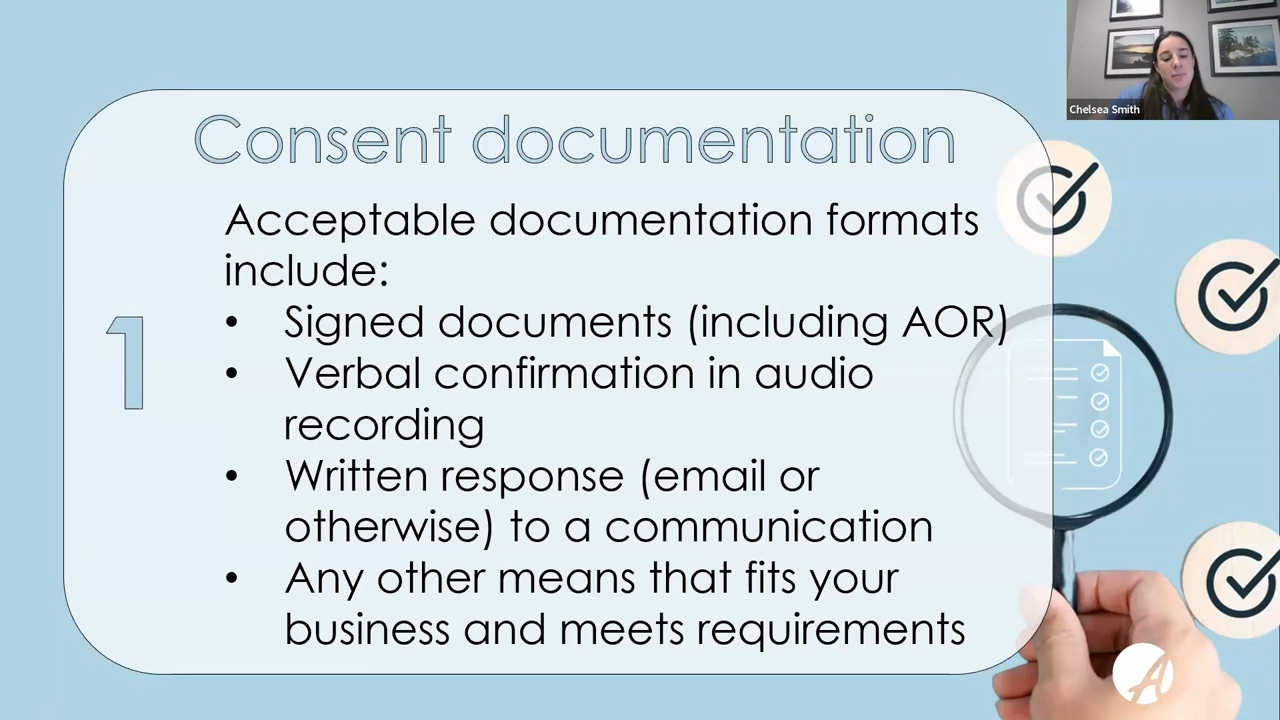 Chelsea Smith
Consent documentation
1
Acceptable documentation formats
include:
• Signed documents (including AOR)
• Verbal confirmation in audio
recording
• Written response (email or
otherwise) to a communication
• Any other means that fits your
business and meets requirements
A